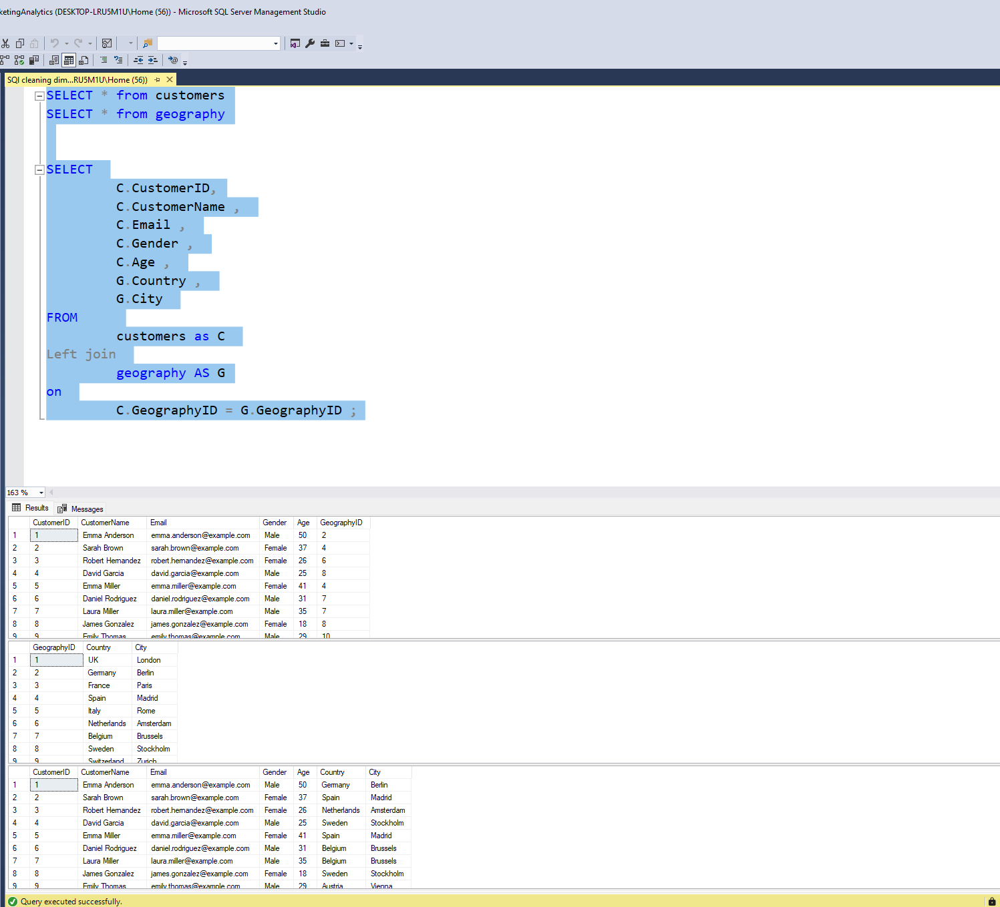 ketingAnalytics (DESKTOP-LRU5M1U\Home (56)) - Microsoft SQL Server Management Studio
SQl cleaning dim...RU5M1U\Home (56))
SELECT * from customers
SELECT * from geography
SELECT
C.CustomerID,
C.CustomerName ,
C.Email ,
C.Gender ,
C.Age ,
G.Country ,
G.City
FROM
customers as C
Left join
geography AS G
on
C.GeographyID = G.GeographyID ;
163 %
Results Messages
CustomerID CustomerName Email Gender Age GeographyID
1 1 Emma Anderson emma.anderson@example.com Male 50 2
2 2 Sarah Brown sarah.brown@example.com Female 37 4
3 3 Robert Hernandez robert.hernandez@example.com Female 26 6
4 4 David Garcia david.garcia@example.com Male 25 8
5 5 Emma Miller emma.miller@example.com Female 41 4
6 6 Daniel Rodriguez daniel.rodriguez@example.com Male 31 7
7 7 Laura Miller laura.miller@example.com Male 35 7
8 8 James Gonzalez james.gonzalez@example.com Female 18 8
9 9 Emily Thomas emily.thomas@example.com Male 29 10
GeographyID Country City
1 1 UK London
2 2 Germany Berlin
3 3 France Paris
4 4 Spain Madrid
5 5 Italy Rome
6 6 Netherlands Amsterdam
7 7 Belgium Brussels
8 8 Sweden Stockholm
9 9 Switzerland Zurich
CustomerID CustomerName Email Gender Age Country City
1 1 Emma Anderson emma.anderson@example.com Male 50 Germany Berlin
2 2 Sarah Brown sarah.brown@example.com Female 37 Spain Madrid
3 3 Robert Hernandez robert.hernandez@example.com Female 26 Netherlands Amsterdam
4 4 David Garcia david.garcia@example.com Male 25 Sweden Stockholm
5 5 Emma Miller emma.miller@example.com Female 41 Spain Madrid
6 6 Daniel Rodriguez daniel.rodriguez@example.com Male 31 Belgium Brussels
7 7 Laura Miller laura.miller@example.com Male 35 Belgium Brussels
8 8 James Gonzalez james.gonzalez@example.com Female 18 Sweden Stockholm
9 9 Emily Thomas emily.thomas@example.com Male 29 Austria Vienna
Query executed successfully.